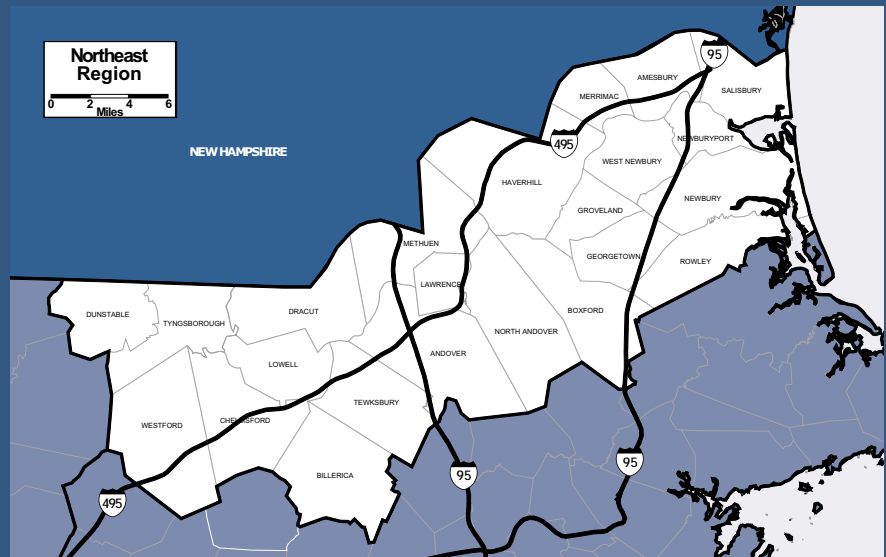 Northeast
Region
0 2 4 6
Miles
NEW HAMPSHIRE
95
AMESBURY
SALISBURY
MERRIMAC
495
NEWBURYPORT
WEST NEWBURY
HAVERHILL
NEWBURY
GROVELAND
METHUEN
GEORGETOWN
ROWLEY
LAWRENCE
DUNSTABLE
TYNGSBOROUGH
DRACUT
BOXFORD
NORTH ANDOVER
ANDOVER
LOWELL
TEWKSBURY
WESTFORD
CHELMSFORD
BILLERICA
95
95
495